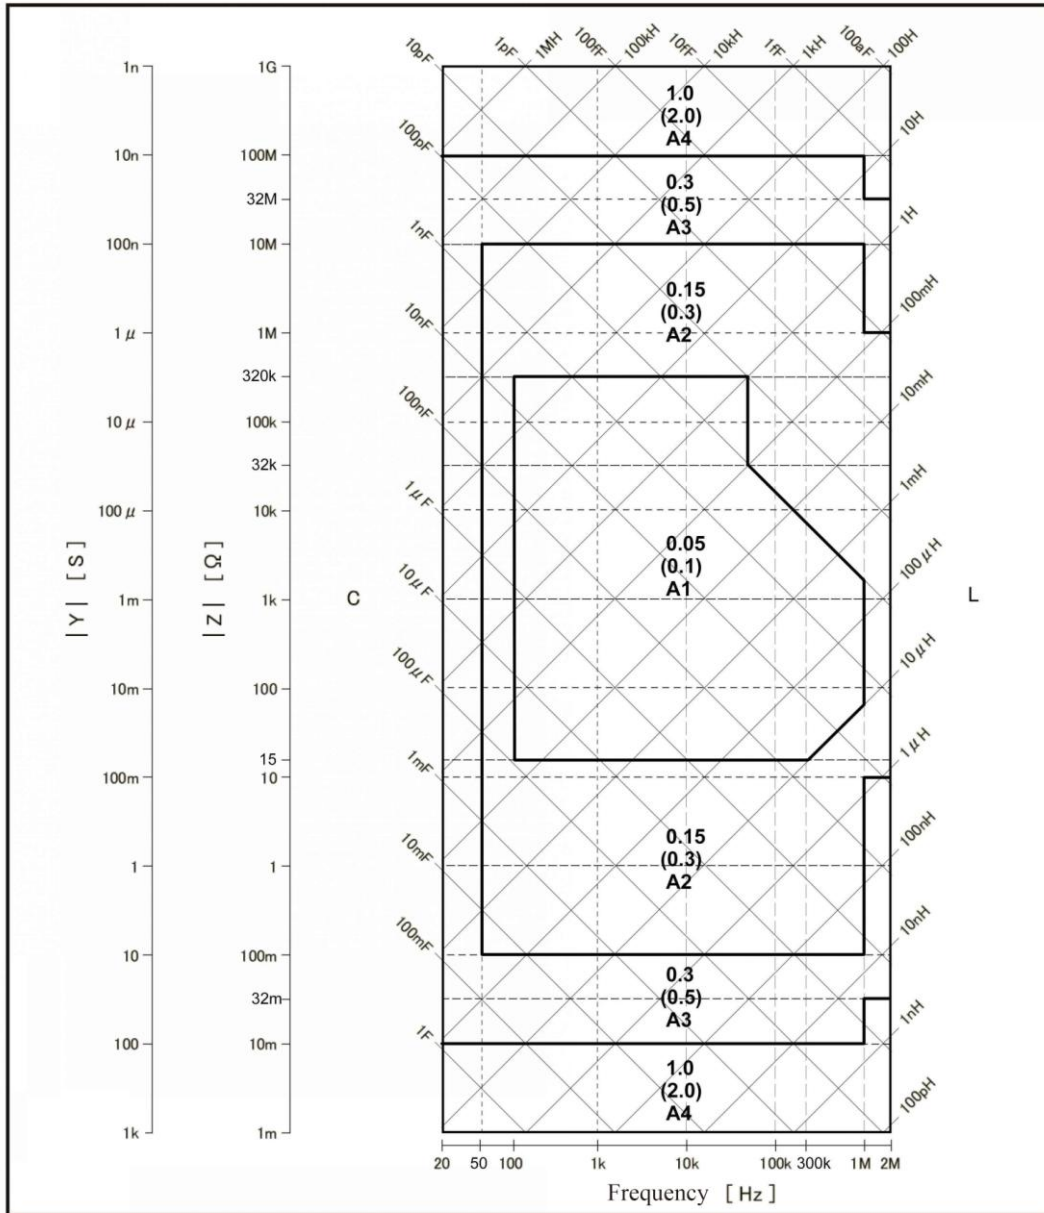 10pF 1pF 1MH 100fF 100kH 10fF 10kH 1fF 1kH 100aF 100H
1n 1G
1.0
(2.0)
A4
100pF 10H
10n 100M
0.3
(0.5)
A3
32M
1nF 1H
100n 10M
0.15
(0.3)
A2
10nF 100mH
1 μ 1M
320k
100nF 10mH
10 μ 100k
32k
1μF 1mH
100 μ 10k
0.05
(0.1)
A1
|Y| [S]
|Z| [Ω]
C
L
10μF 100μH
1m 1k
100μF 10μH
10m 100
15
1mF 1μH
100m 10
0.15
(0.3)
A2
10mF 100nH
1 1
100mF 10nH
10 100m
0.3
(0.5)
A3
32m
1F 1nH
100 10m
1.0
(2.0)
A4
100pH
1k 1m
20 50 100 1k 10k 100k 300k 1M 2M
Frequency [Hz]